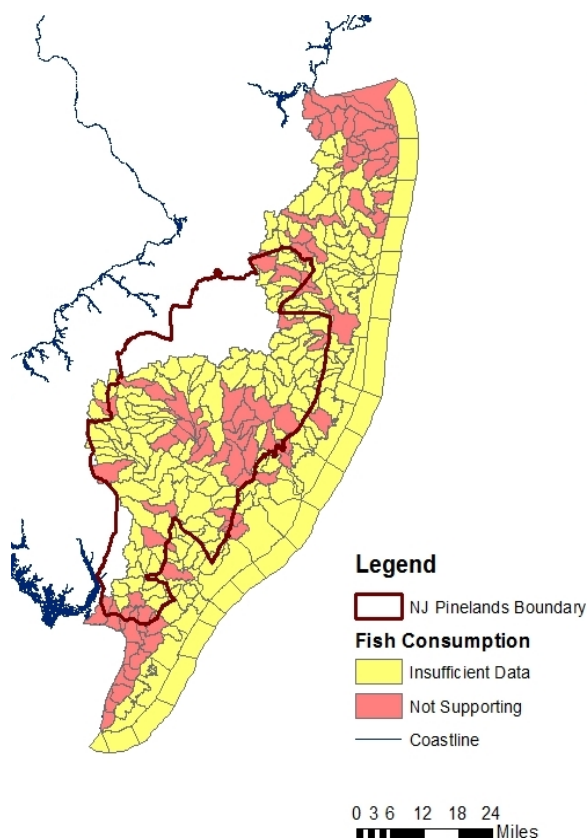 Legend
NJ Pinelands Boundary
Fish Consumption
Insufficient Data
Not Supporting
Coastline
0 3 6 12 18 24
Miles